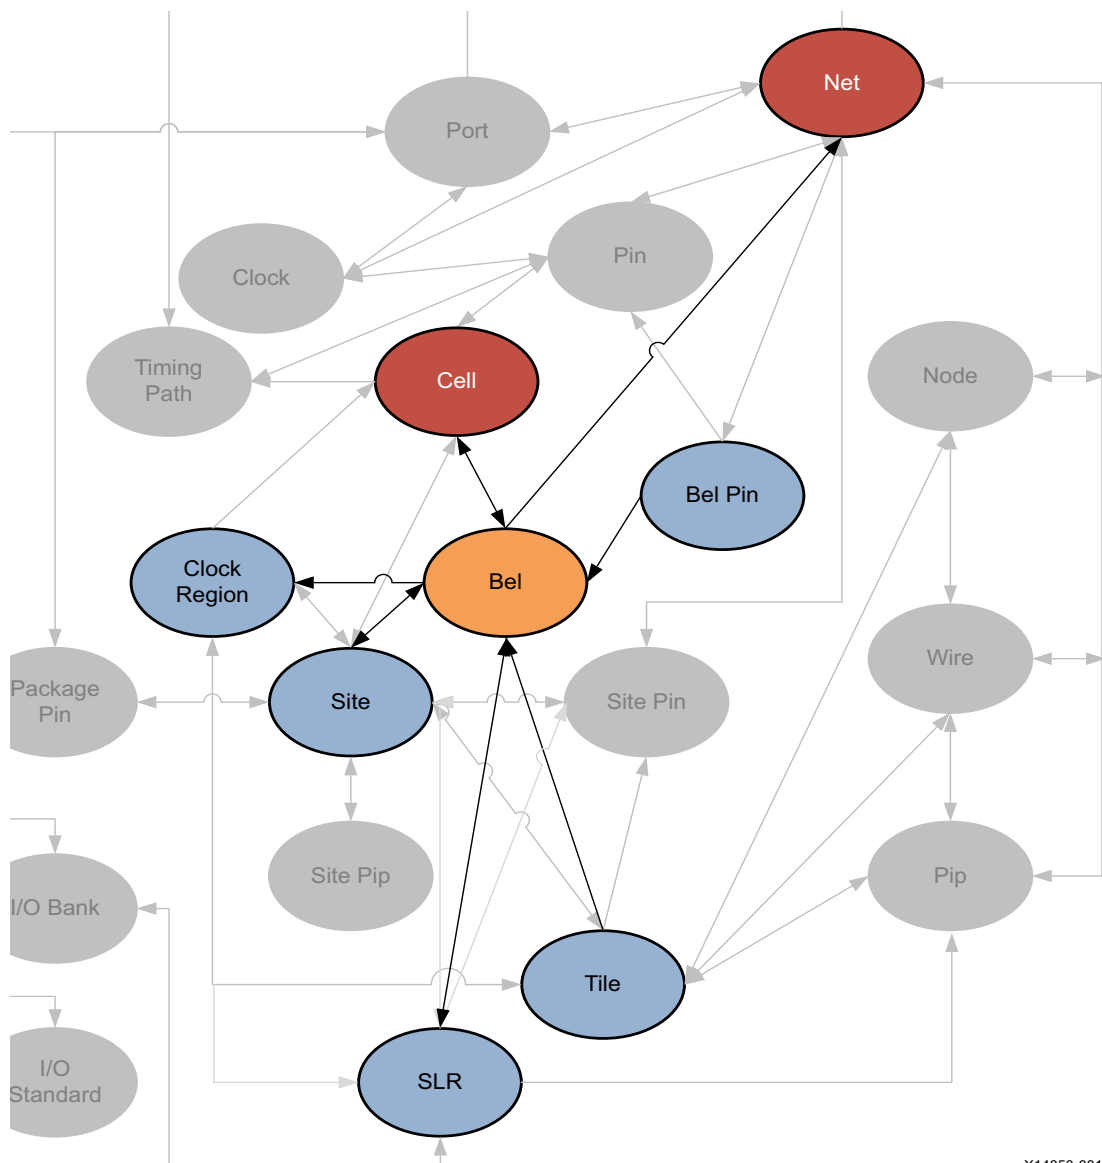 Net
Port
Pin
Clock
Timing
Path
Cell
Node
Bel Pin
Clock
Region
Bel
Package
Pin
Site
Site Pin
Wire
Site Pip
Pip
I/O Bank
Tile
I/O
Standard
SLR